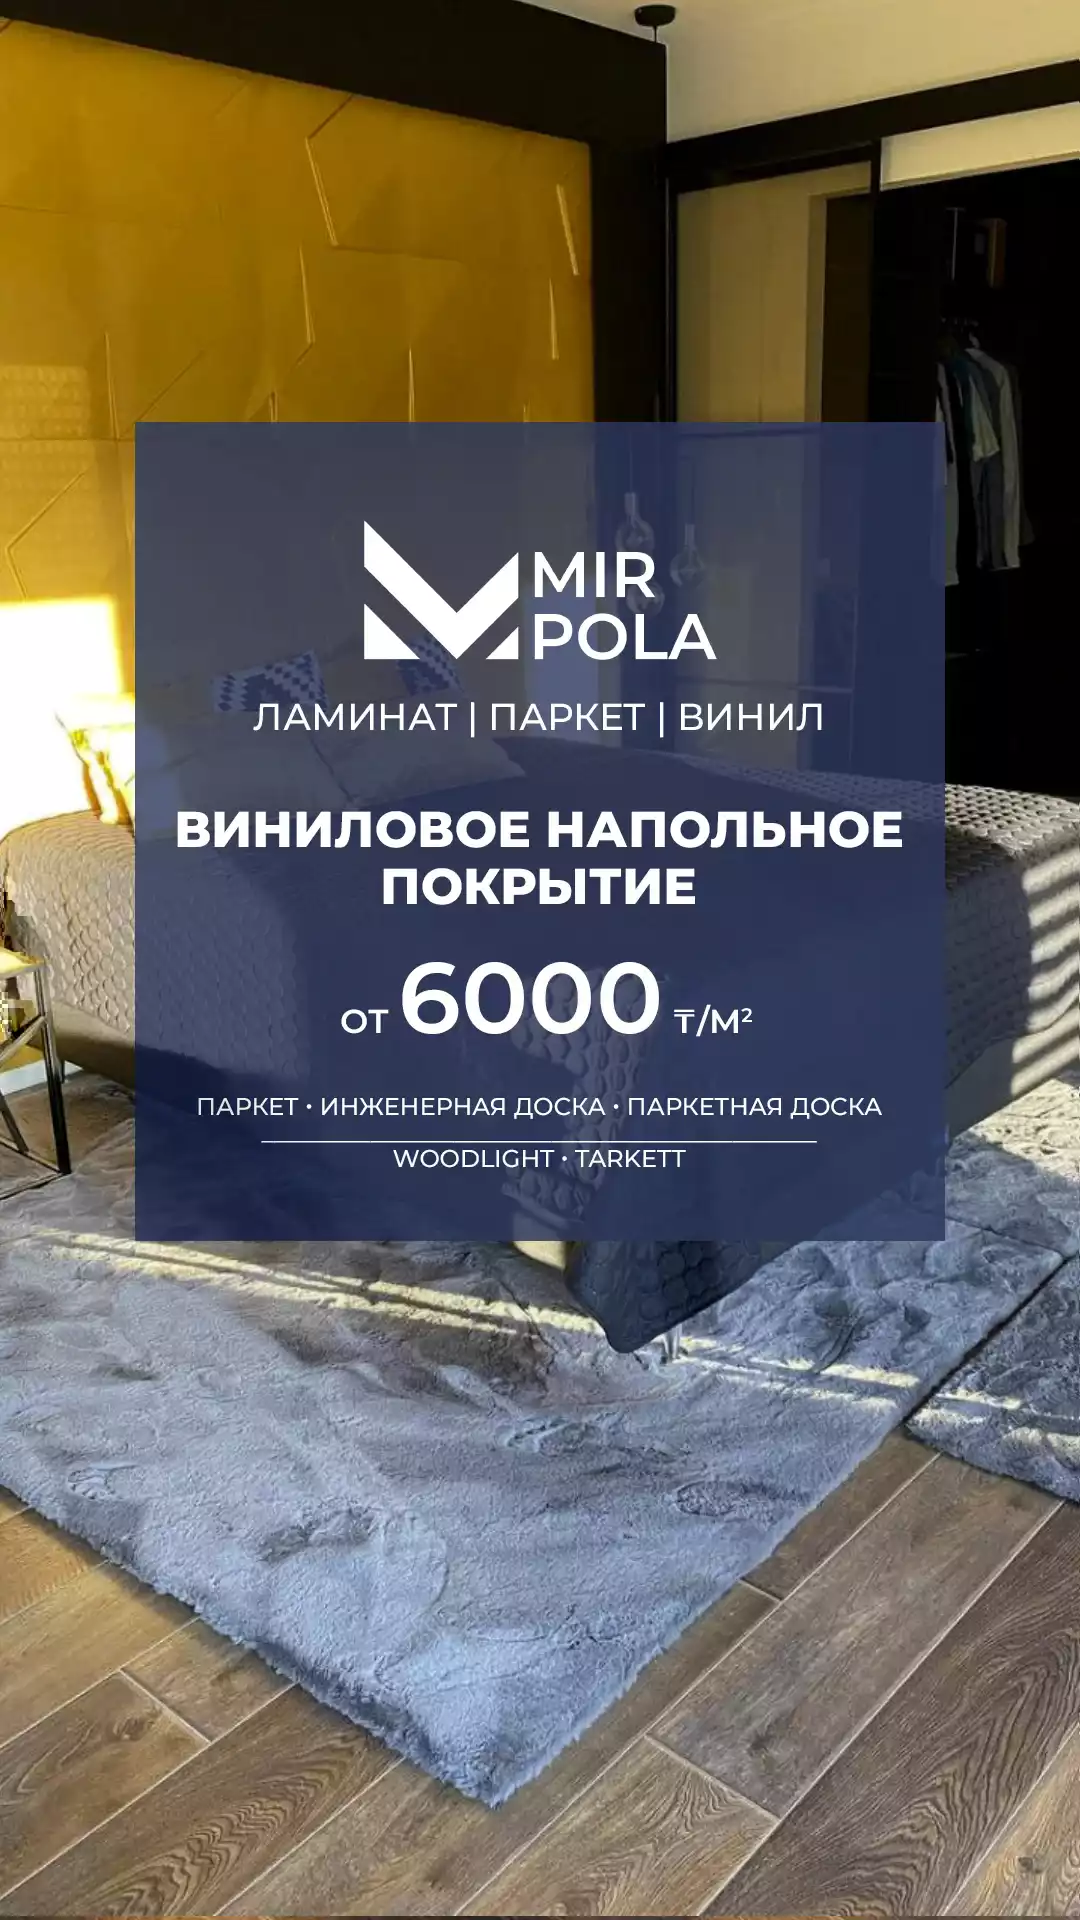 MIR
POLA
ЛАМИНАТ | ПАРКЕТ | ВИНИЛ
ВИНИЛОВОЕ НАПОЛЬНОЕ
ПОКРЫТИЕ
ОТ 6000 ₸/М²
ПАРКЕТ • ИНЖЕНЕРНАЯ ДОСКА • ПАРКЕТНАЯ ДОСКА
WOODLIGHT • TARKETT